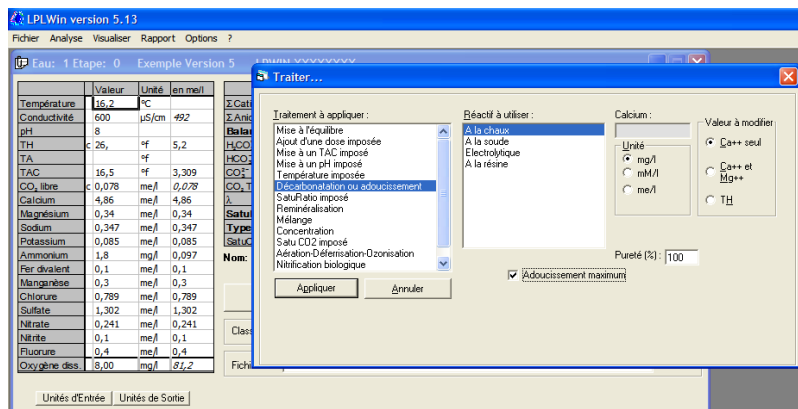 LPLWin version 5.13
Fichier Analyse Visualiser Rapport Options ?
Eau: 1 Etape: 0 Exemple Version 5
Valeur Unité en me/l
Température 16,2 °C
Conductivité 600 µS/cm 492
pH 8
TH c 26, °f 5,2
TA °f
TAC 16,5 °f 3,309
CO₂ libre c 0,078 me/l 0,078
Calcium 4,86 me/l 4,86
Magnésium 0,34 me/l 0,34
Sodium 0,347 me/l 0,347
Potassium 0,085 me/l 0,085
Ammonium 1,8 mg/l 0,097
Fer divalent 0,1 me/l 0,1
Manganèse 0,3 me/l 0,3
Chlorure 0,789 me/l 0,789
Sulfate 1,302 me/l 1,302
Nitrate 0,241 me/l 0,241
Nitrite 0,1 me/l 0,1
Fluorure 0,4 me/l 0,4
Oxygène diss. 8,00 mg/l 81,2
Unités d'Entrée Unités de Sortie
Σ Cati
Σ Anio
Balan
H₂CO
HCO₃
CO₃²⁻
CO₂ T
λ
Satu
Type
SatuC
Nom:
Class
Fichi
Traiter...
Traitement à appliquer :
Mise à l'équilibre
Ajout d'une dose imposée
Mise à un TAC imposé
Mise à un pH imposé
Température imposée
Décarbonatation ou adoucissement
SatuRatio imposé
Reminéralisation
Mélange
Concentration
Satu CO2 imposé
Aération-Déferrisation-Ozonisation
Nitrification biologique
Appliquer Annuler
Réactif à utiliser :
A la chaux
A la soude
Electrolytique
A la résine
Adoucissement maximum
Calcium :
Unité
mg/l
mM/l
me/l
Pureté (%) : 100
Valeur à modifier
Ca++ seul
Ca++ et
Mg++
TH